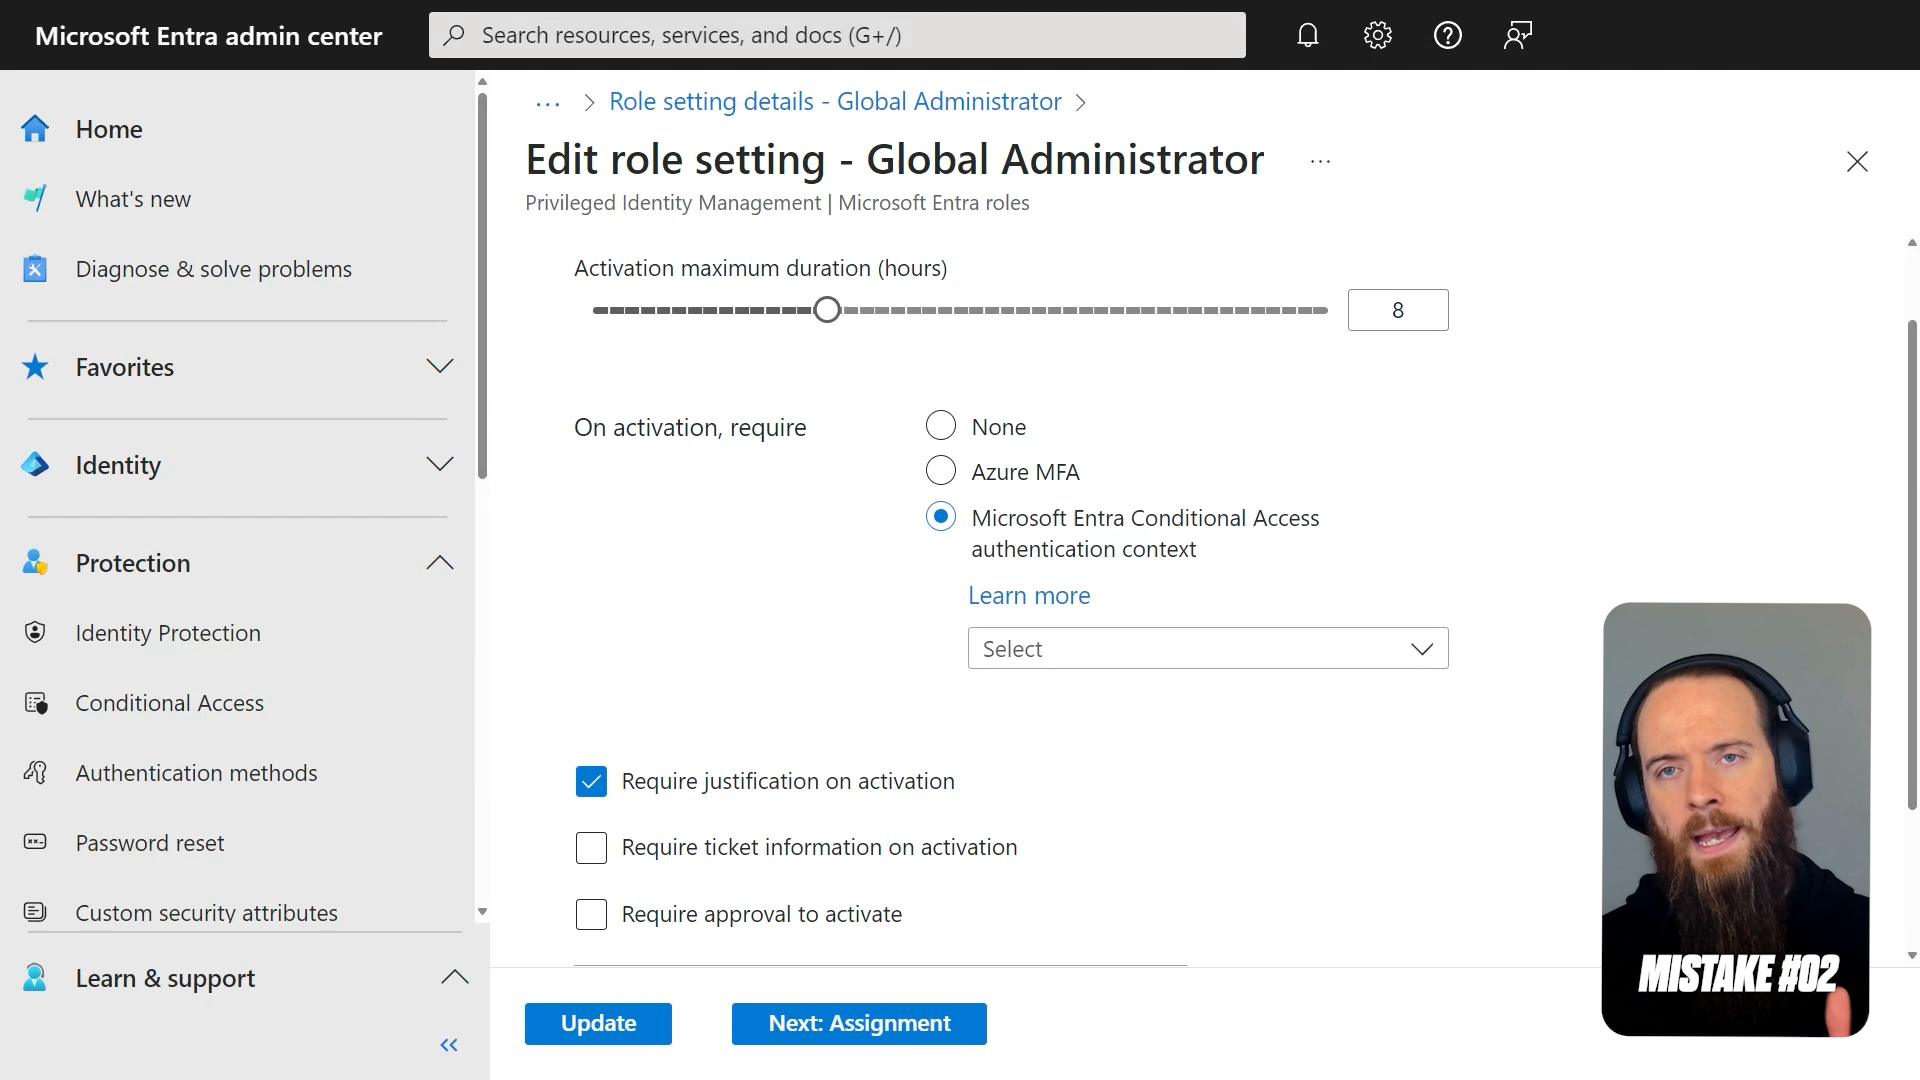 Microsoft Entra admin center
Search resources, services, and docs (G+/)
Home
What's new
Diagnose & solve problems
Favorites
Identity
Protection
Identity Protection
Conditional Access
Authentication methods
Password reset
Custom security attributes
Learn & support
... > Role setting details - Global Administrator >
Edit role setting - Global Administrator ...
Privileged Identity Management | Microsoft Entra roles
Activation maximum duration (hours)
8
On activation, require
None
Azure MFA
Microsoft Entra Conditional Access
authentication context
Learn more
Select
Require justification on activation
Require ticket information on activation
Require approval to activate
Update
Next: Assignment
MISTAKE #02